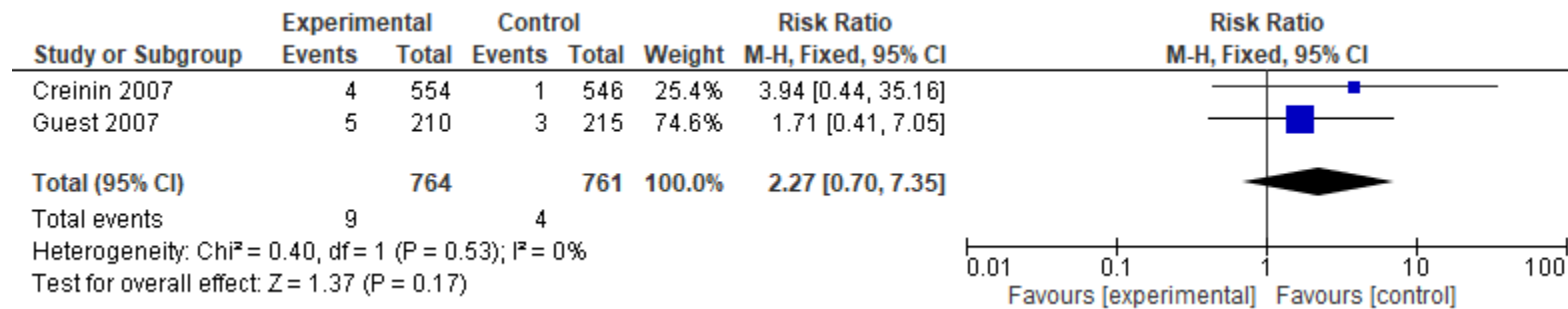 Experimental Control Risk Ratio Risk Ratio
Study or Subgroup Events Total Events Total Weight M-H, Fixed, 95% CI M-H, Fixed, 95% CI
Creinin 2007 4 554 1 546 25.4% 3.94 [0.44, 35.16]
Guest 2007 5 210 3 215 74.6% 1.71 [0.41, 7.05]
Total (95% CI) 764 761 100.0% 2.27 [0.70, 7.35]
Total events 9 4
Heterogeneity: Chi² = 0.40, df = 1 (P = 0.53); I² = 0%
Test for overall effect: Z = 1.37 (P = 0.17)
0.01 0.1 1 10 100
Favours [experimental] Favours [control]